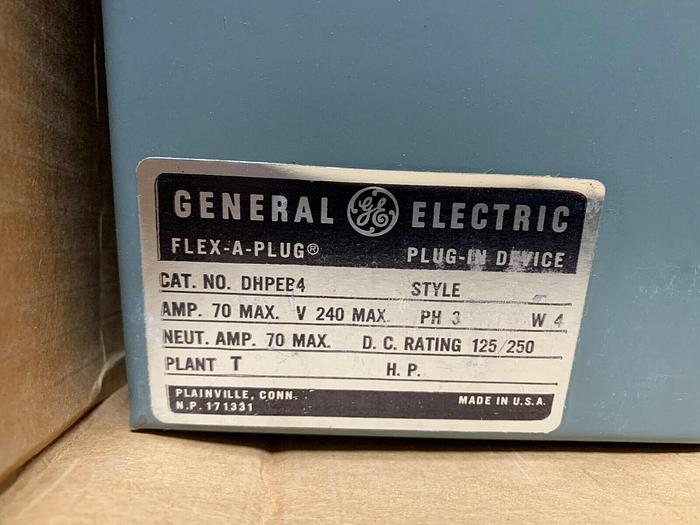 GENERAL GE ELECTRIC
FLEX-A-PLUG® PLUG-IN DEVICE
CAT. NO. DHPEB4 STYLE
AMP. 70 MAX. V 240 MAX. PH 3 W 4
NEUT. AMP. 70 MAX. D.C. RATING 125/250
PLANT T H.P.
PLAINVILLE, CONN.
N.P. 171331 MADE IN U.S.A.